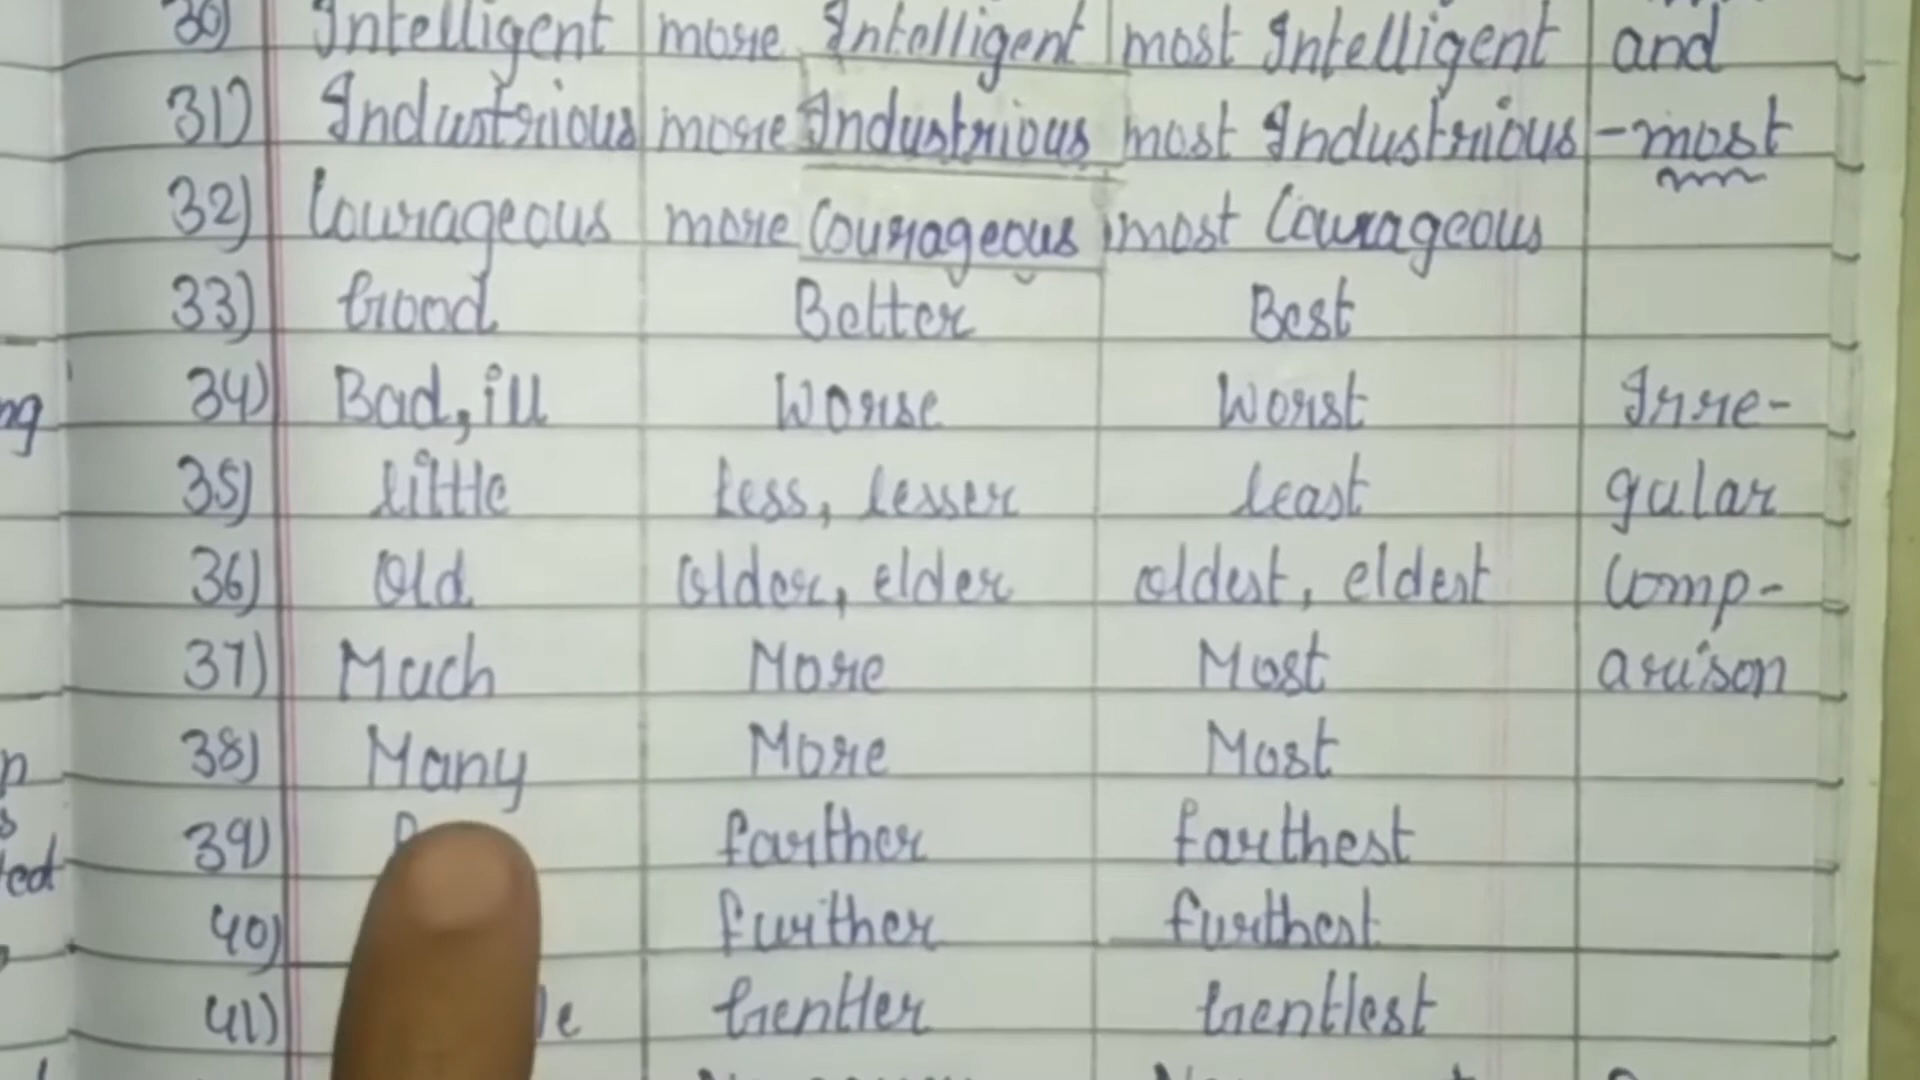 30) Intelligent more Intelligent most Intelligent and
31) Industrious more Industrious most Industrious -most
32) Courageous more Courageous most Courageous
33) Good Better Best
ng 34) Bad, ill Worse Worst Irre-
35) little less, lesser least gular
36) Old Older, elder oldest, eldest Comp-
37) Much More Most arison
38) Many More Most
39) farther farthest
ted
40) further furthest
41) Gentler Gentlest